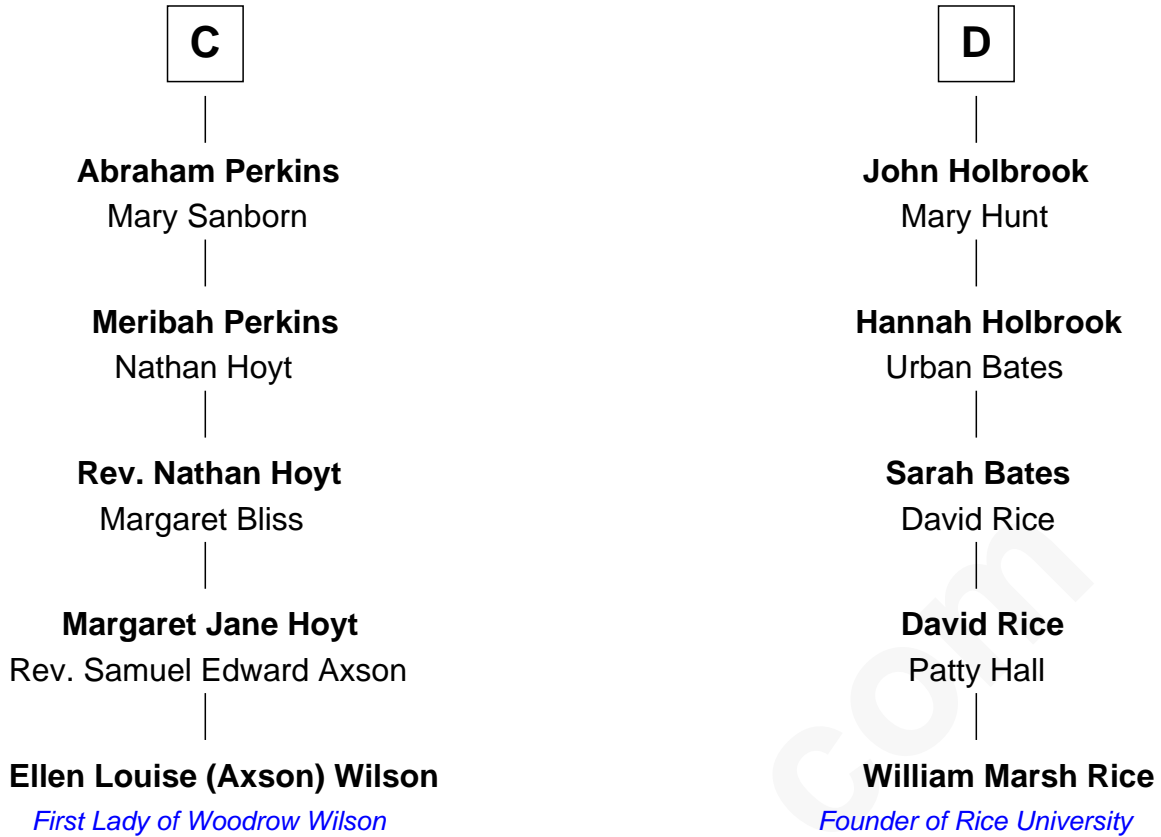 C
Abraham Perkins
Mary Sanborn
Meribah Perkins
Nathan Hoyt
Rev. Nathan Hoyt
Margaret Bliss
Margaret Jane Hoyt
Rev. Samuel Edward Axson
Ellen Louise (Axson) Wilson
First Lady of Woodrow Wilson
D
John Holbrook
Mary Hunt
Hannah Holbrook
Urban Bates
Sarah Bates
David Rice
David Rice
Patty Hall
William Marsh Rice
Founder of Rice University
com